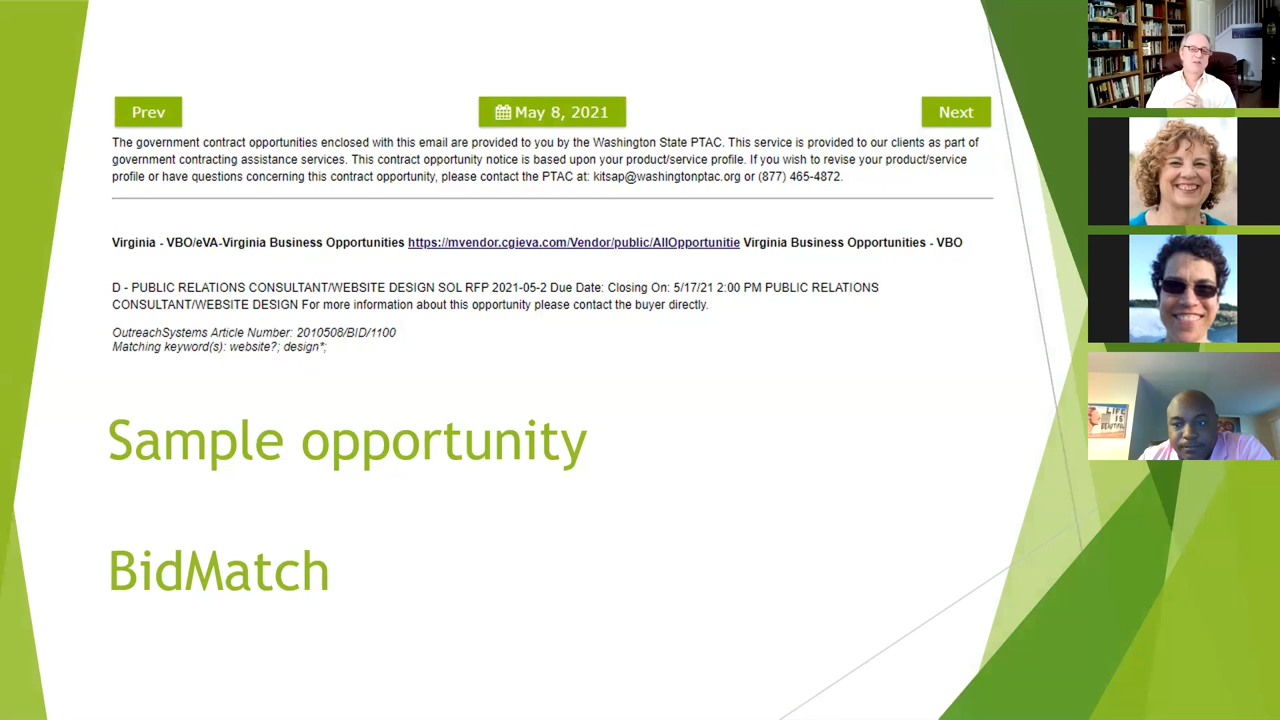 Prev
May 8, 2021
Next
The government contract opportunities enclosed with this email are provided to you by the Washington State PTAC. This service is provided to our clients as part of
government contracting assistance services. This contract opportunity notice is based upon your product/service profile. If you wish to revise your product/service
profile or have questions concerning this contract opportunity, please contact the PTAC at: kitsap@washingtonptac.org or (877) 465-4872.
Virginia - VBO/eVA-Virginia Business Opportunities https://mvendor.cgieva.com/Vendor/public/AllOpportunitie Virginia Business Opportunities - VBO
D - PUBLIC RELATIONS CONSULTANT/WEBSITE DESIGN SOL RFP 2021-05-2 Due Date: Closing On: 5/17/21 2:00 PM PUBLIC RELATIONS
CONSULTANT/WEBSITE DESIGN For more information about this opportunity please contact the buyer directly.
OutreachSystems Article Number: 2010508/BID/1100
Matching keyword(s): website?; design*;
Sample opportunity
BidMatch
LIFE
IS
BEAUTIFUL